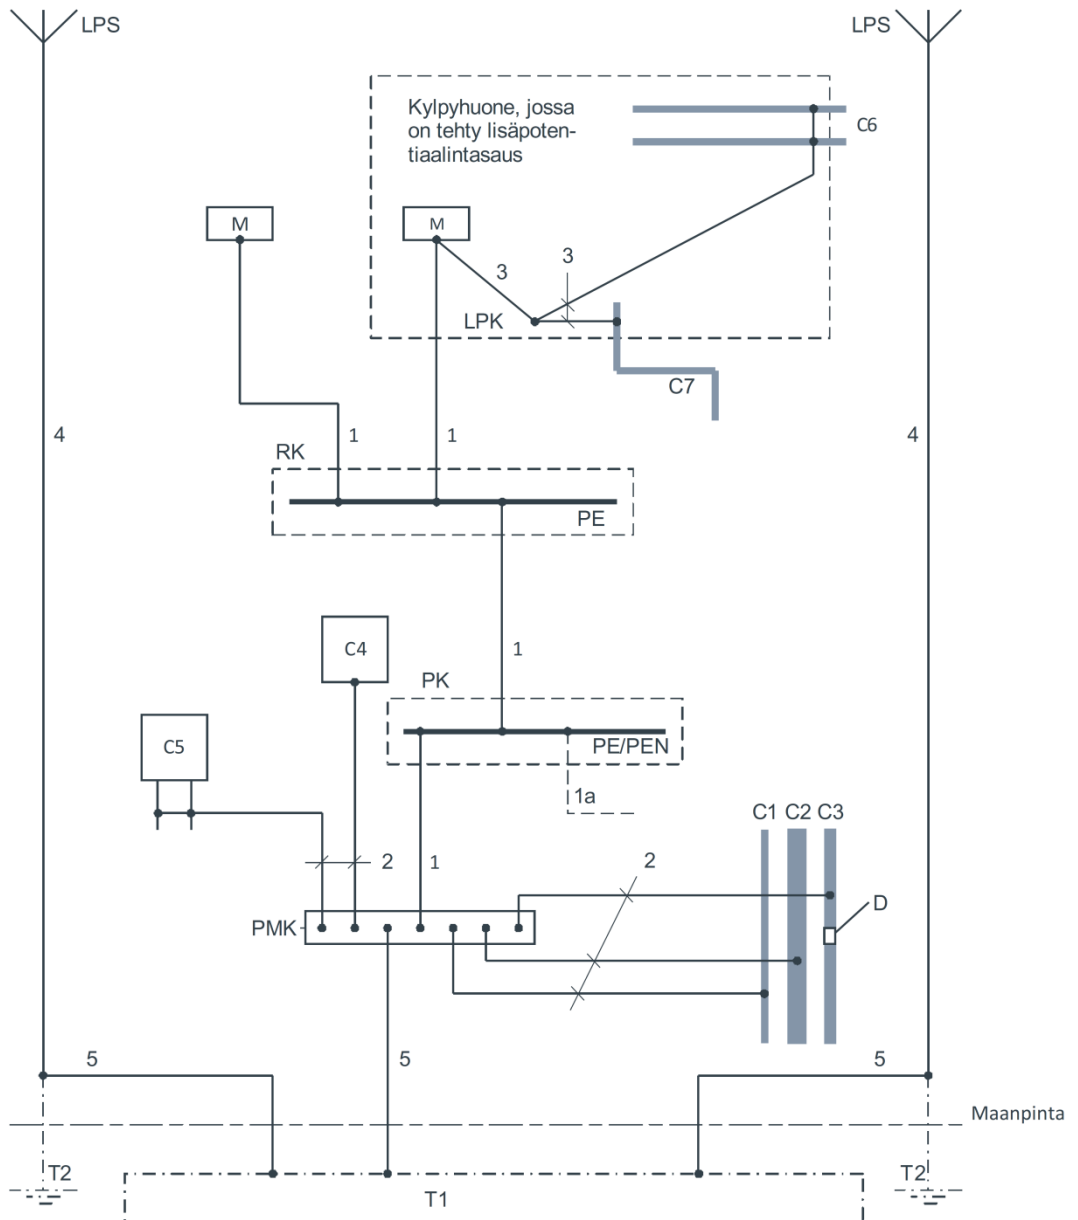 LPS
LPS
Kylpyhuone, jossa
on tehty lisäpoten-
tiaalintasaus
C6
M
M
3
3
LPK
C7
4
4
1
1
RK
PE
1
C4
PK
C5
PE/PEN
1a
C1 C2 C3
2
1
2
D
PMK
5
5
5
Maanpinta
T2
T2
T1